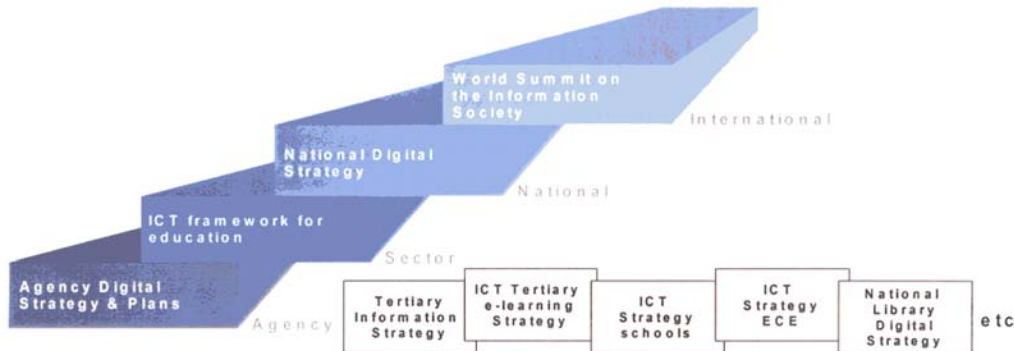 World Summit on
the Information
Society
International
National Digital
Strategy
National
ICT framework for
education
Sector
Agency Digital
Strategy & Plans
Agency
Tertiary
Information
Strategy
ICT Tertiary
e-learning
Strategy
ICT
Strategy
schools
ICT
Strategy
ECE
National
Library
Digital
Strategy
etc